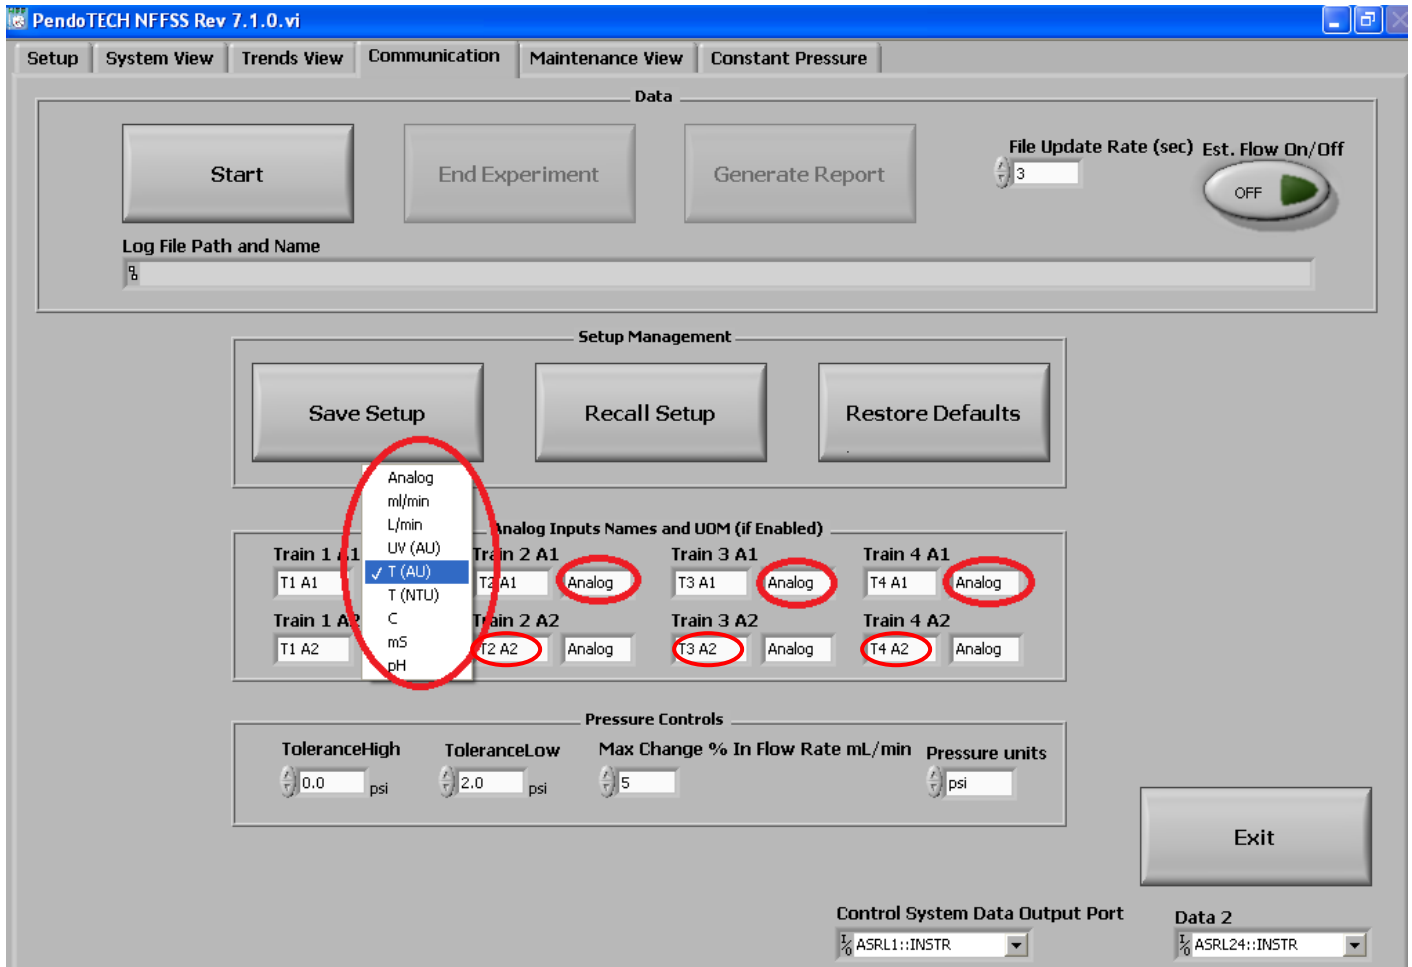 PendoTECH NFFSS Rev 7.1.0.vi
Setup System View Trends View Communication Maintenance View Constant Pressure
Data
Start End Experiment Generate Report
File Update Rate (sec) Est. Flow On/Off
3
OFF
Log File Path and Name
Setup Management
Save Setup Recall Setup Restore Defaults
Analog
ml/min
L/min
UV (AU)
✓ T (AU)
T (NTU)
C
mS
pH
Analog Inputs Names and UOM (if Enabled)
Train 1 A1 Train 2 A1 Train 3 A1 Train 4 A1
T1 A1 T2 A1 Analog T3 A1 Analog T4 A1 Analog
Train 1 A2 Train 2 A2 Train 3 A2 Train 4 A2
T1 A2 T2 A2 Analog T3 A2 Analog T4 A2 Analog
Pressure Controls
ToleranceHigh ToleranceLow Max Change % In Flow Rate mL/min Pressure units
0.0 psi 2.0 psi 5 psi
Exit
Control System Data Output Port Data 2
ASRL1::INSTR ASRL24::INSTR